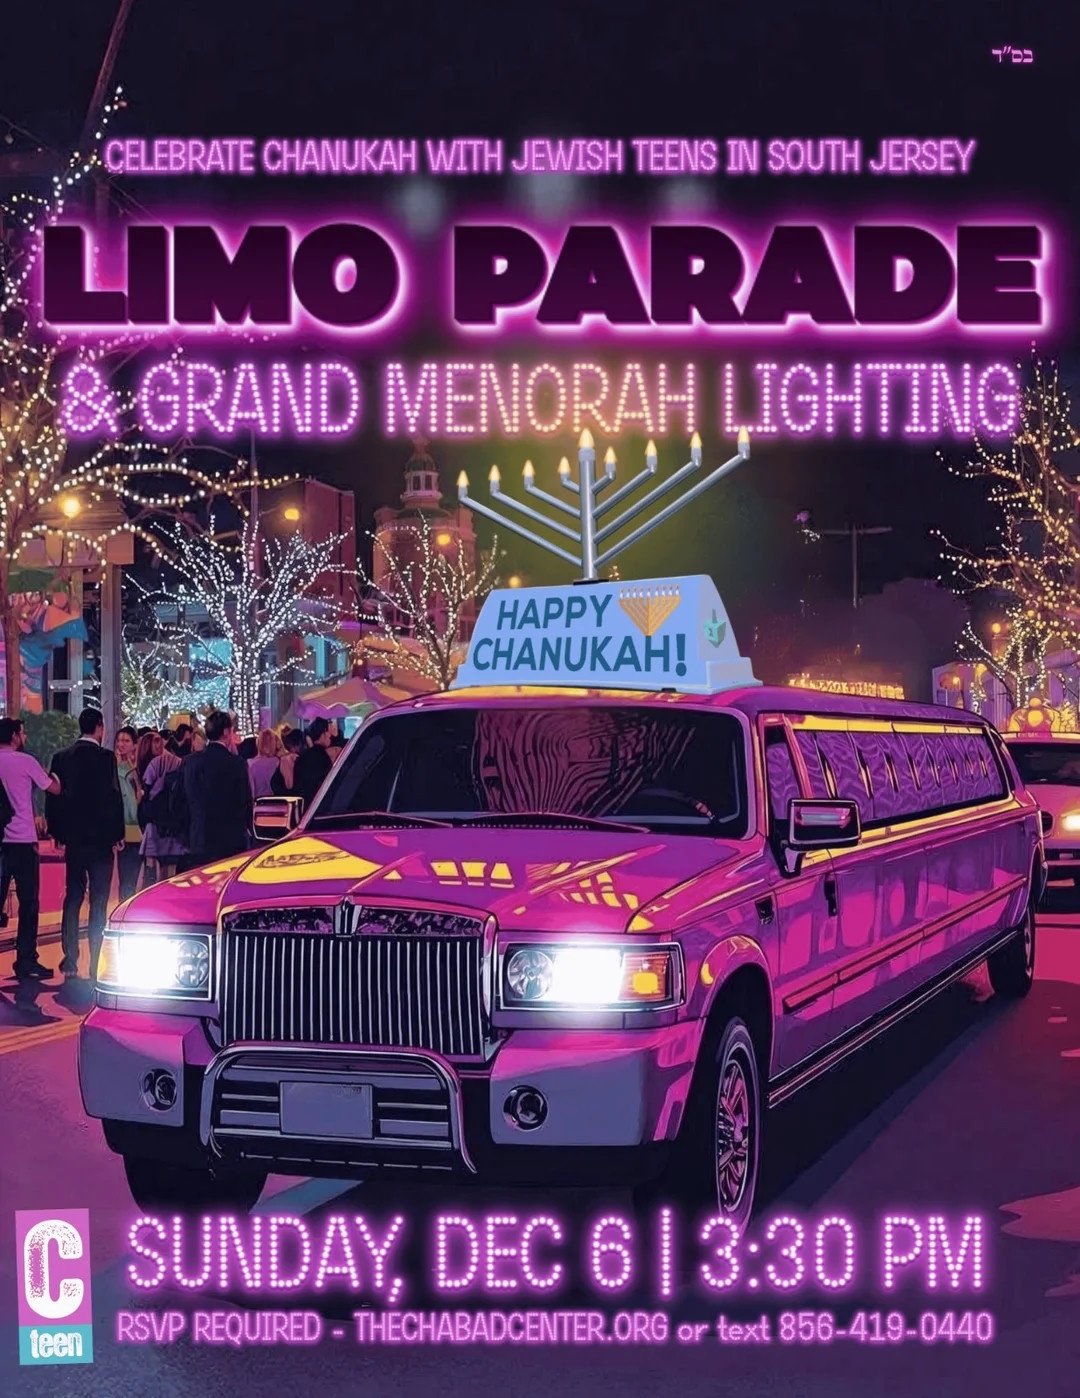 בס"ד
CELEBRATE CHANUKAH WITH JEWISH TEENS IN SOUTH JERSEY
LIMO PARADE
& GRAND MENORAH LIGHTING
HAPPY
CHANUKAH!
SUNDAY, DEC 6 | 3:30 PM
RSVP REQUIRED - THECHABADCENTER.ORG or text 856-419-0440
C
teen